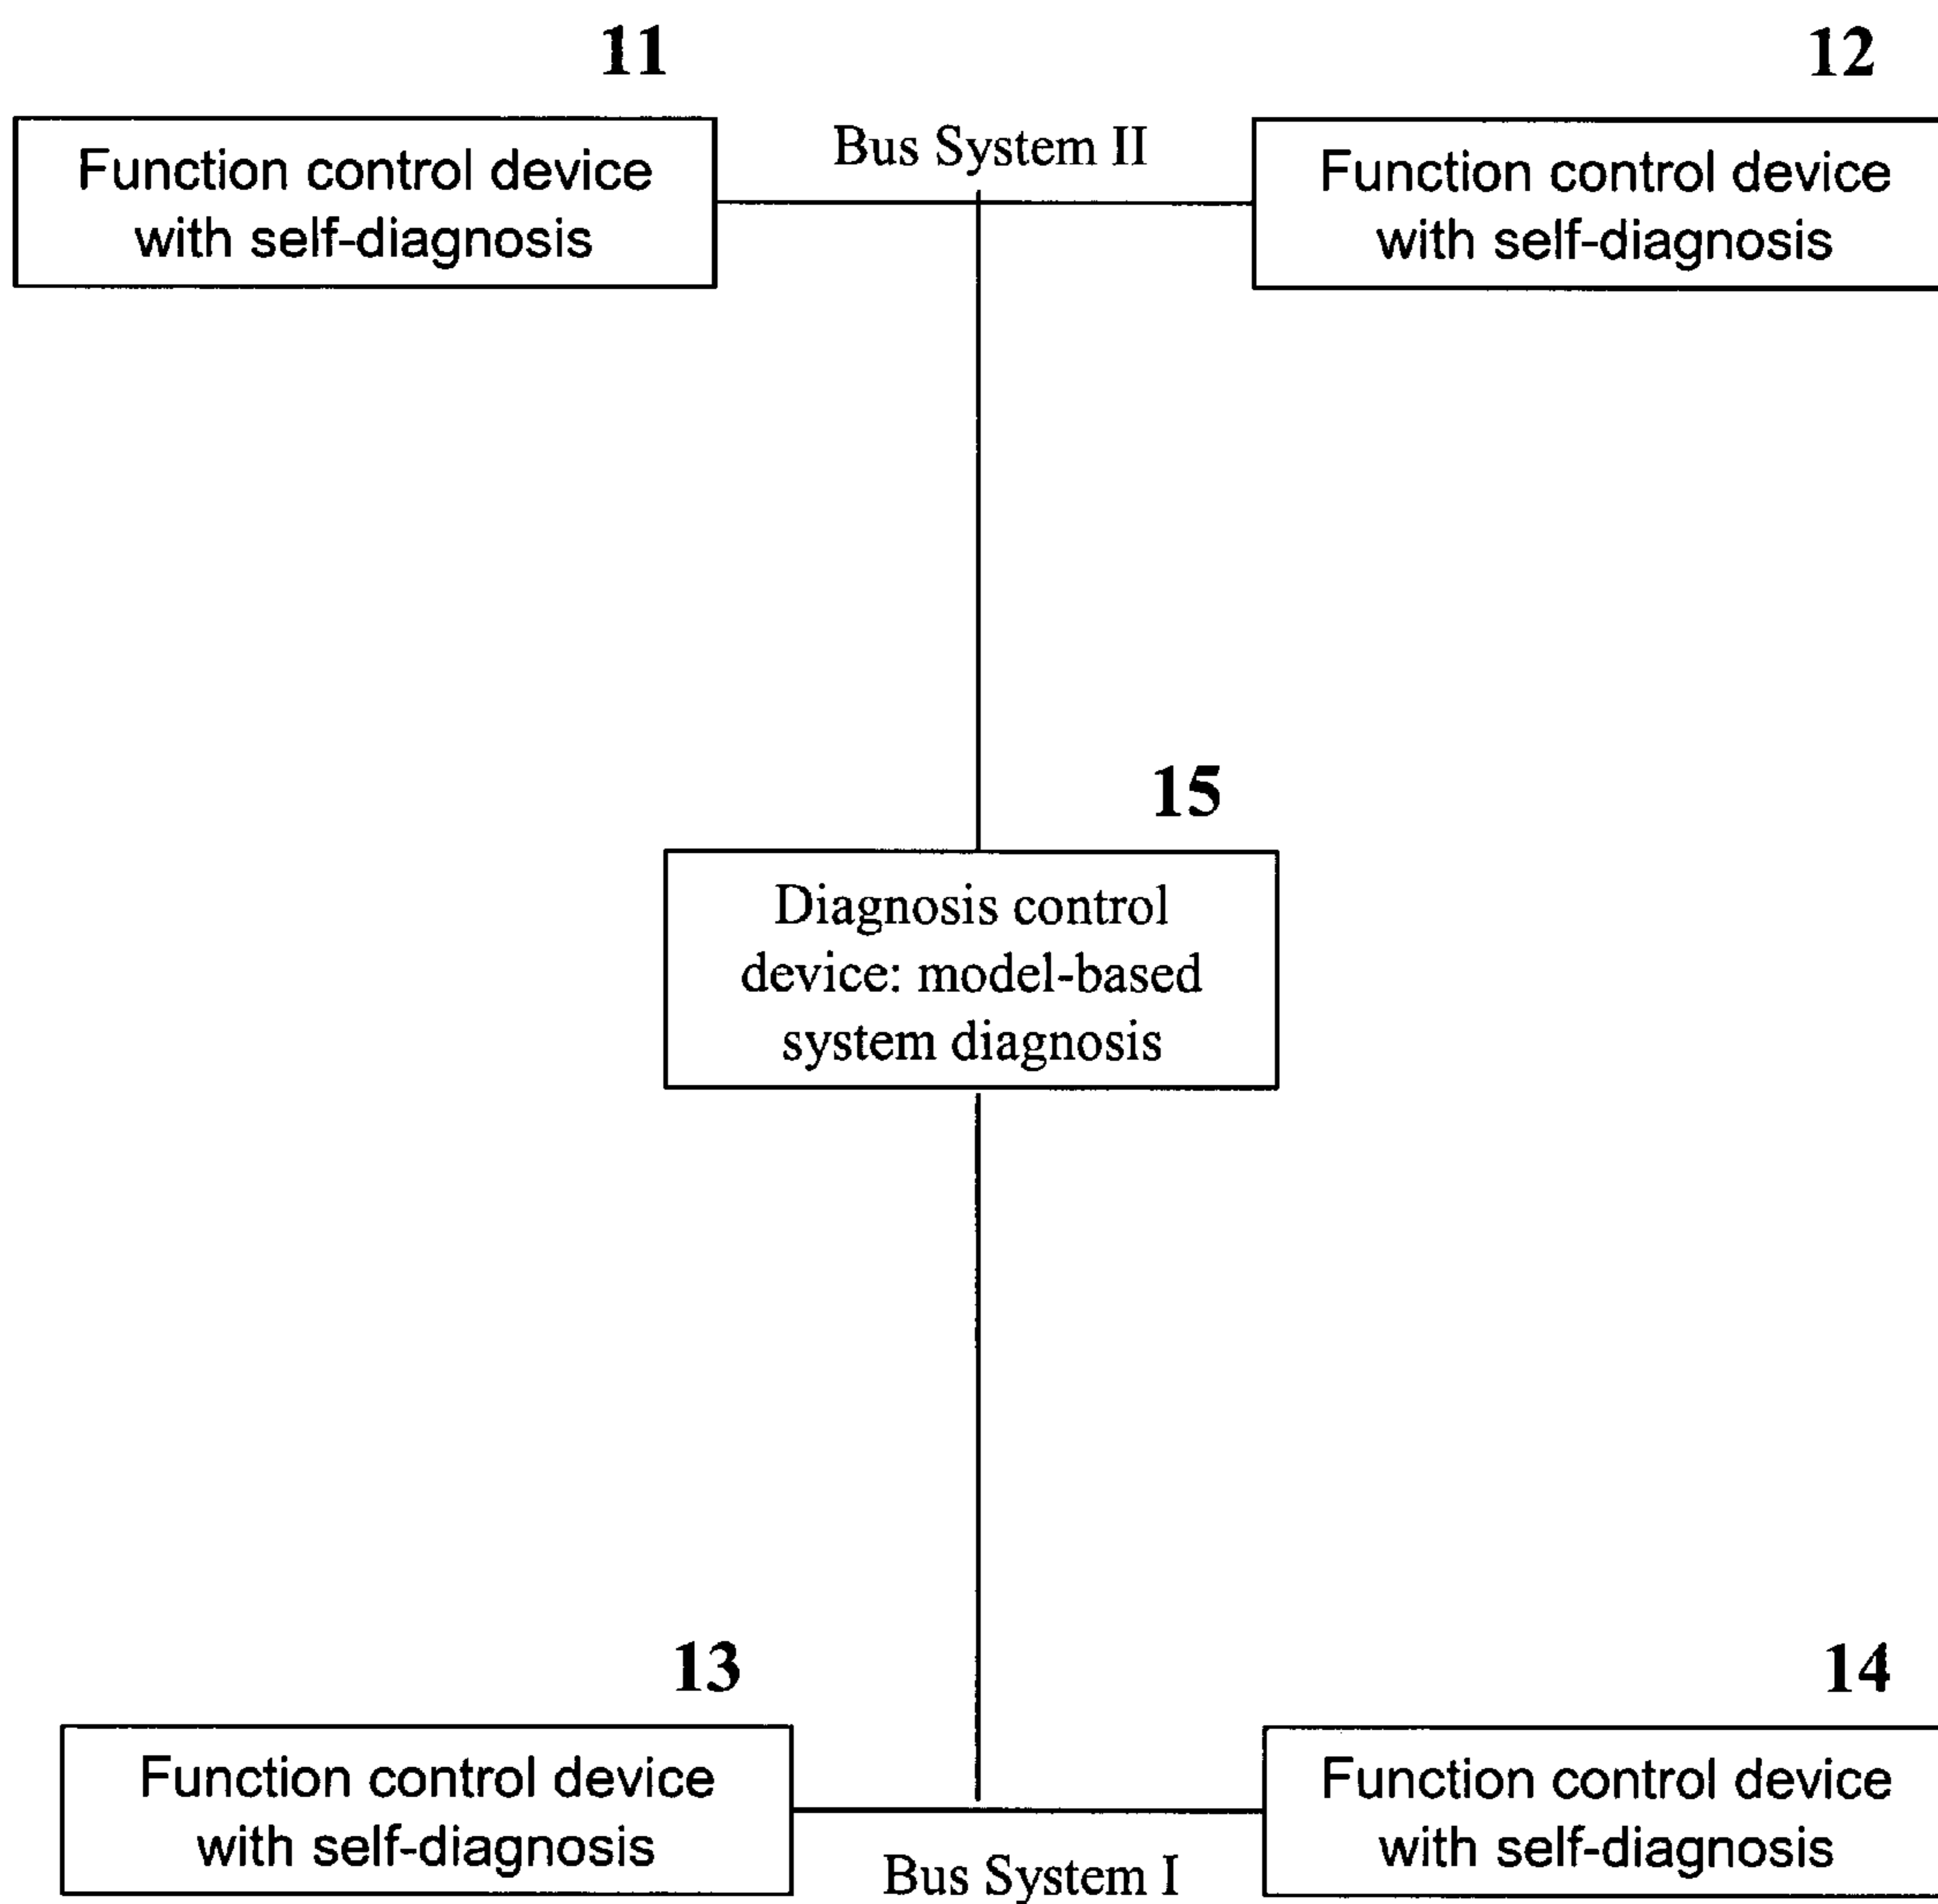 11
12
Function control device
with self-diagnosis
Bus System II
Function control device
with self-diagnosis
15
Diagnosis control
device: model-based
system diagnosis
13
14
Function control device
with self-diagnosis
Bus System I
Function control device
with self-diagnosis